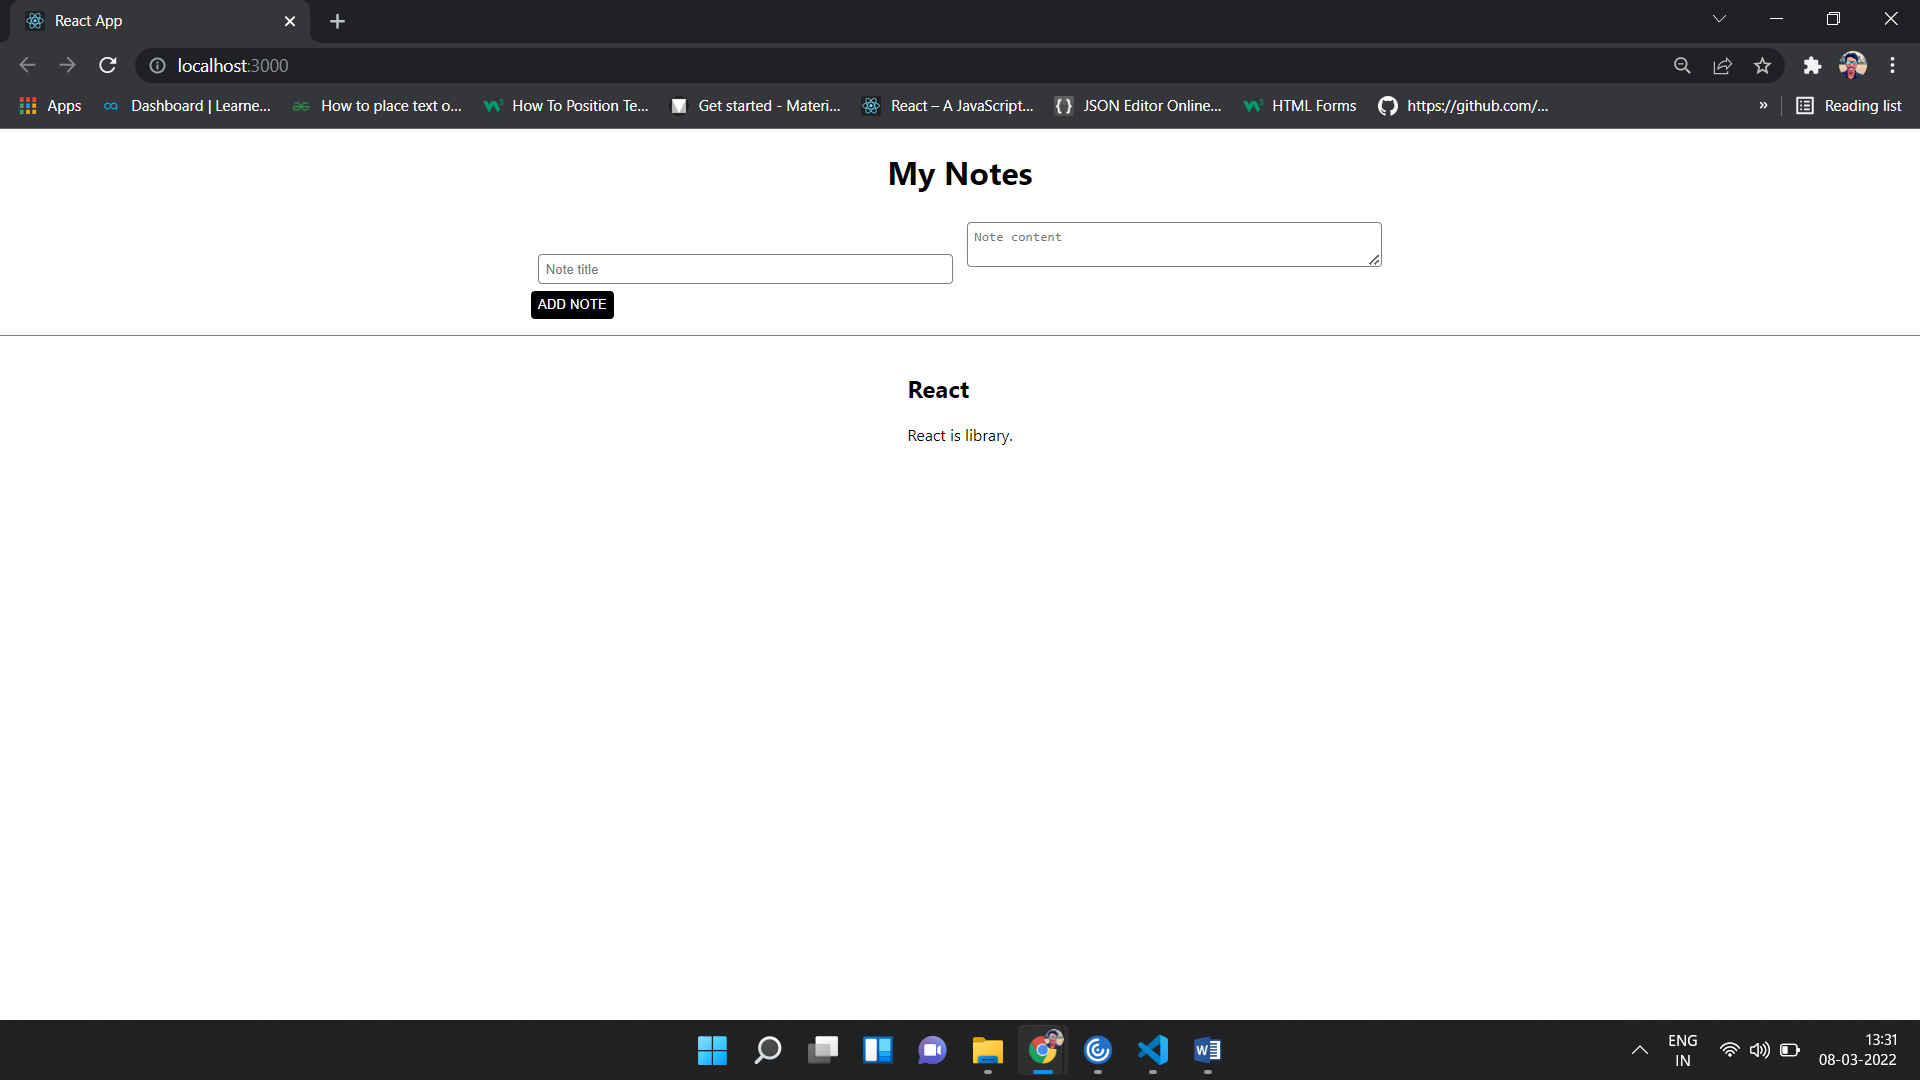 React App
localhost:3000
Apps
Dashboard | Learne...
How to place text o...
How To Position Te...
Get started - Materi...
React – A JavaScript...
JSON Editor Online...
HTML Forms
https://github.com/...
»
Reading list
My Notes
Note content
Note title
ADD NOTE
React
React is library.
ENG
IN
13:31
08-03-2022